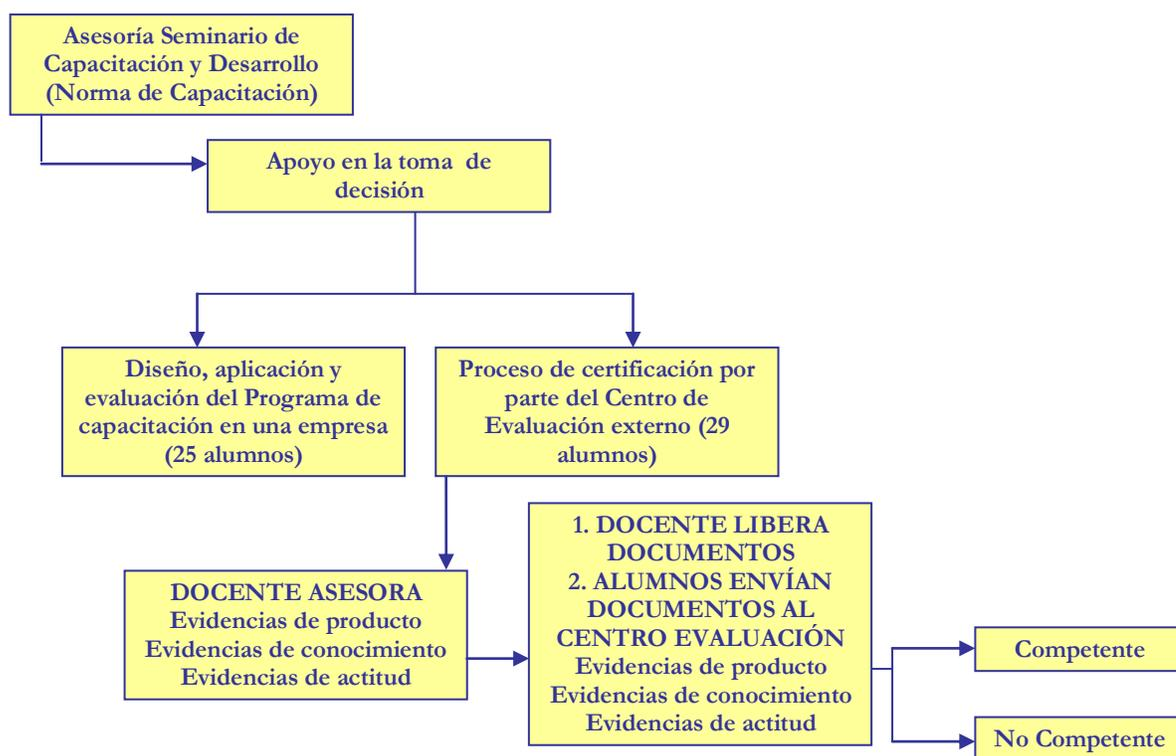 Asesoría Seminario de
Capacitación y Desarrollo
(Norma de Capacitación)
Apoyo en la toma de
decisión
Diseño, aplicación y
evaluación del Programa de
capacitación en una empresa
(25 alumnos)
Proceso de certificación por
parte del Centro de
Evaluación externo (29
alumnos)
DOCENTE ASESORA
Evidencias de producto
Evidencias de conocimiento
Evidencias de actitud
1. DOCENTE LIBERA
DOCUMENTOS
2. ALUMNOS ENVÍAN
DOCUMENTOS AL
CENTRO EVALUACIÓN
Evidencias de producto
Evidencias de conocimiento
Evidencias de actitud
Competente
No Competente